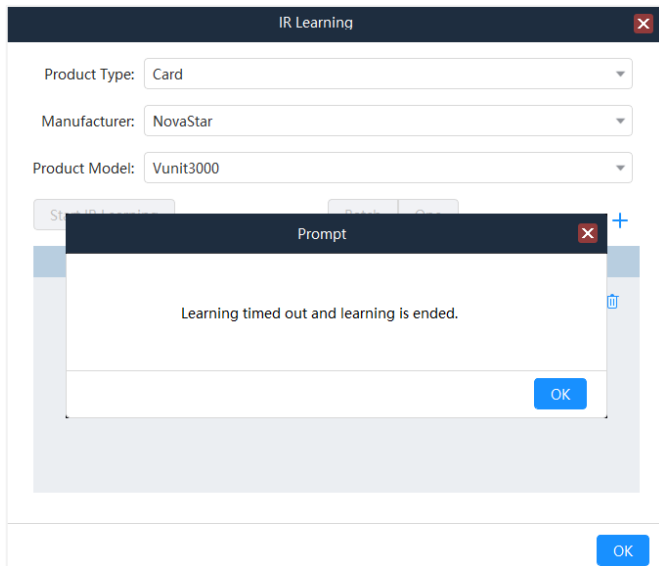 IR Learning
Product Type: Card
Manufacturer: NovaStar
Product Model: Vunit3000
Prompt
Learning timed out and learning is ended.
OK
OK